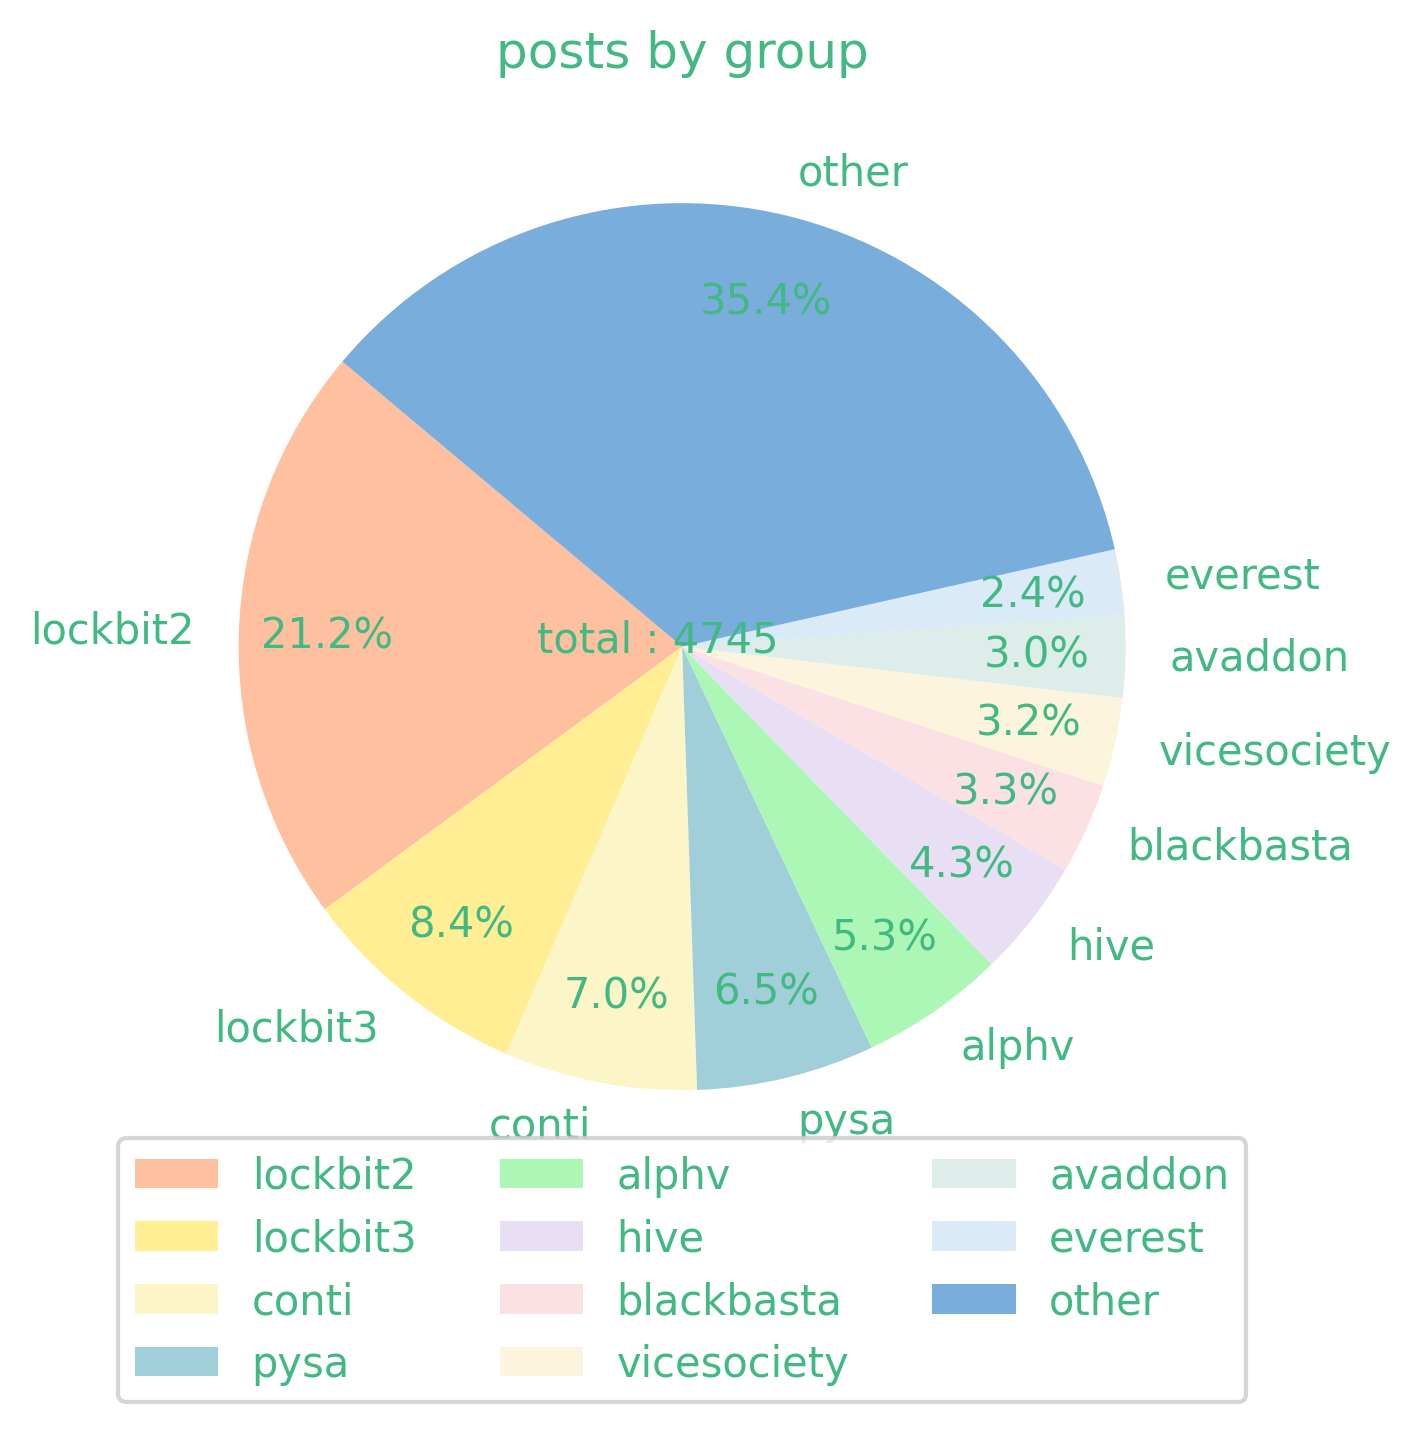 posts by group
other
35.4%
everest
2.4%
lockbit2
21.2%
total : 4745
3.0%
avaddon
3.2%
vicesociety
3.3%
blackbasta
4.3%
hive
8.4%
5.3%
7.0%
6.5%
lockbit3
alphv
conti
pysa
lockbit2
lockbit3
conti
pysa
alphv
hive
blackbasta
vicesociety
avaddon
everest
other